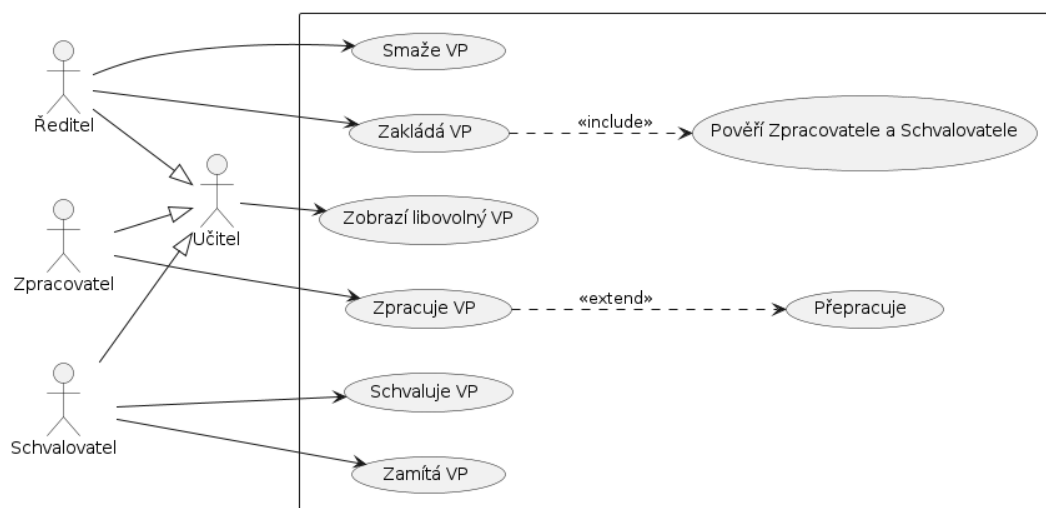 Smaže VP
Ředitel
Zakládá VP
«include»
Pověří Zpracovatele a Schvalovatele
Učitel
Zobrazí libovolný VP
Zpracovatel
Zpracuje VP
«extend»
Přepracuje
Schvalovatel
Schvaluje VP
Zamítá VP